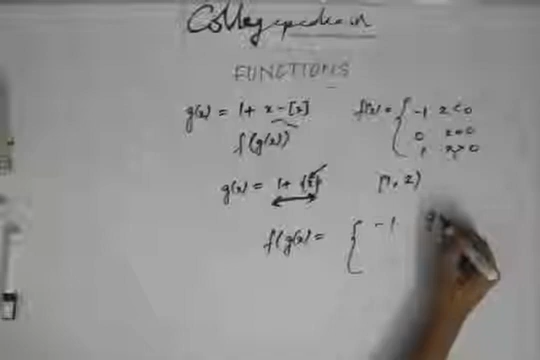 Collegepedia.in
FUNCTIONS
g(x) = 1 + x - [x]
f(x) = { -1 x < 0
0 x = 0
1 x > 0
f(g(x))
g(x) = 1 + {x} [1, 2)
f(g(x) = { -1 g